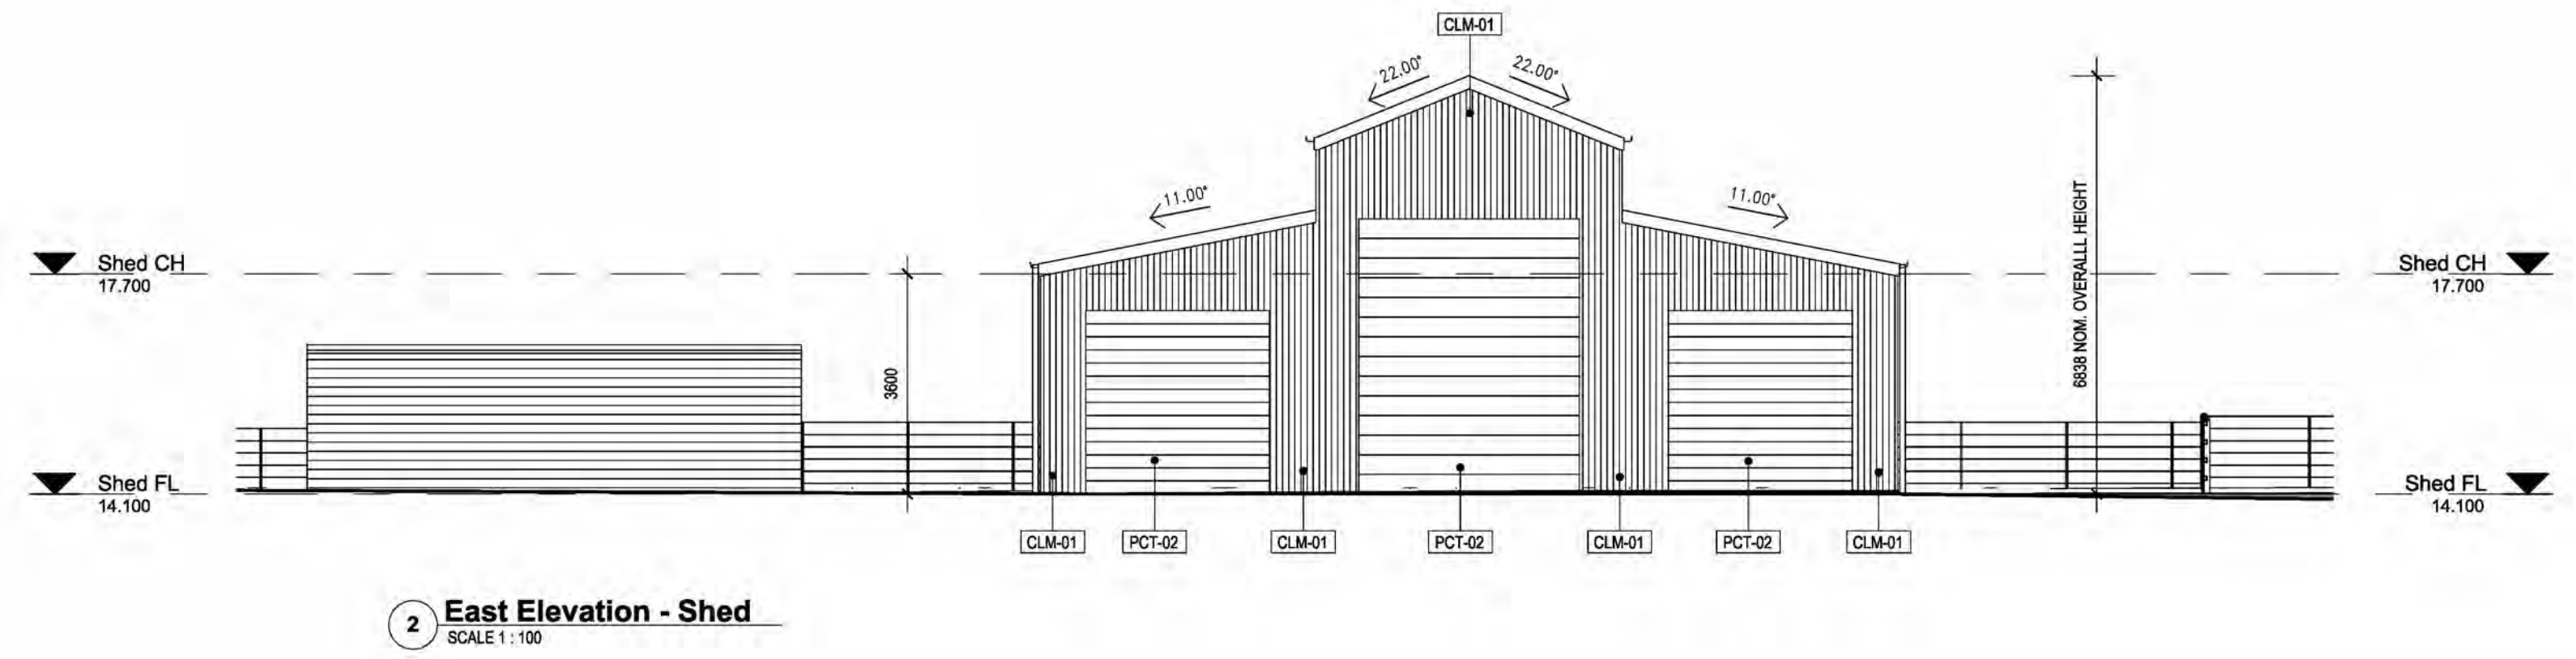 CLM-01
22.00°
22.00°
11.00°
11.00°
Shed CH
17.700
Shed CH
17.700
6838 NOM. OVERALL HEIGHT
3600
Shed FL
14.100
Shed FL
14.100
CLM-01
PCT-02
CLM-01
PCT-02
CLM-01
PCT-02
CLM-01
2
East Elevation - Shed
SCALE 1 : 100